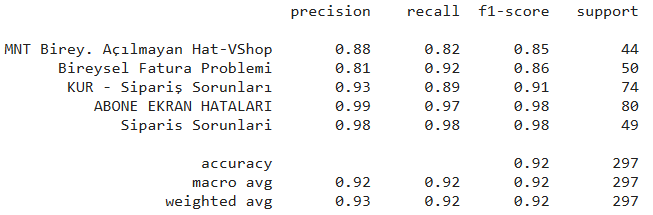 precision recall f1-score support
MNT Birey. Açılmayan Hat-VShop 0.88 0.82 0.85 44
Bireysel Fatura Problemi 0.81 0.92 0.86 50
KUR - Sipariş Sorunları 0.93 0.89 0.91 74
ABONE EKRAN HATALARI 0.99 0.97 0.98 80
Siparis Sorunlari 0.98 0.98 0.98 49
accuracy 0.92 297
macro avg 0.92 0.92 0.92 297
weighted avg 0.93 0.92 0.92 297